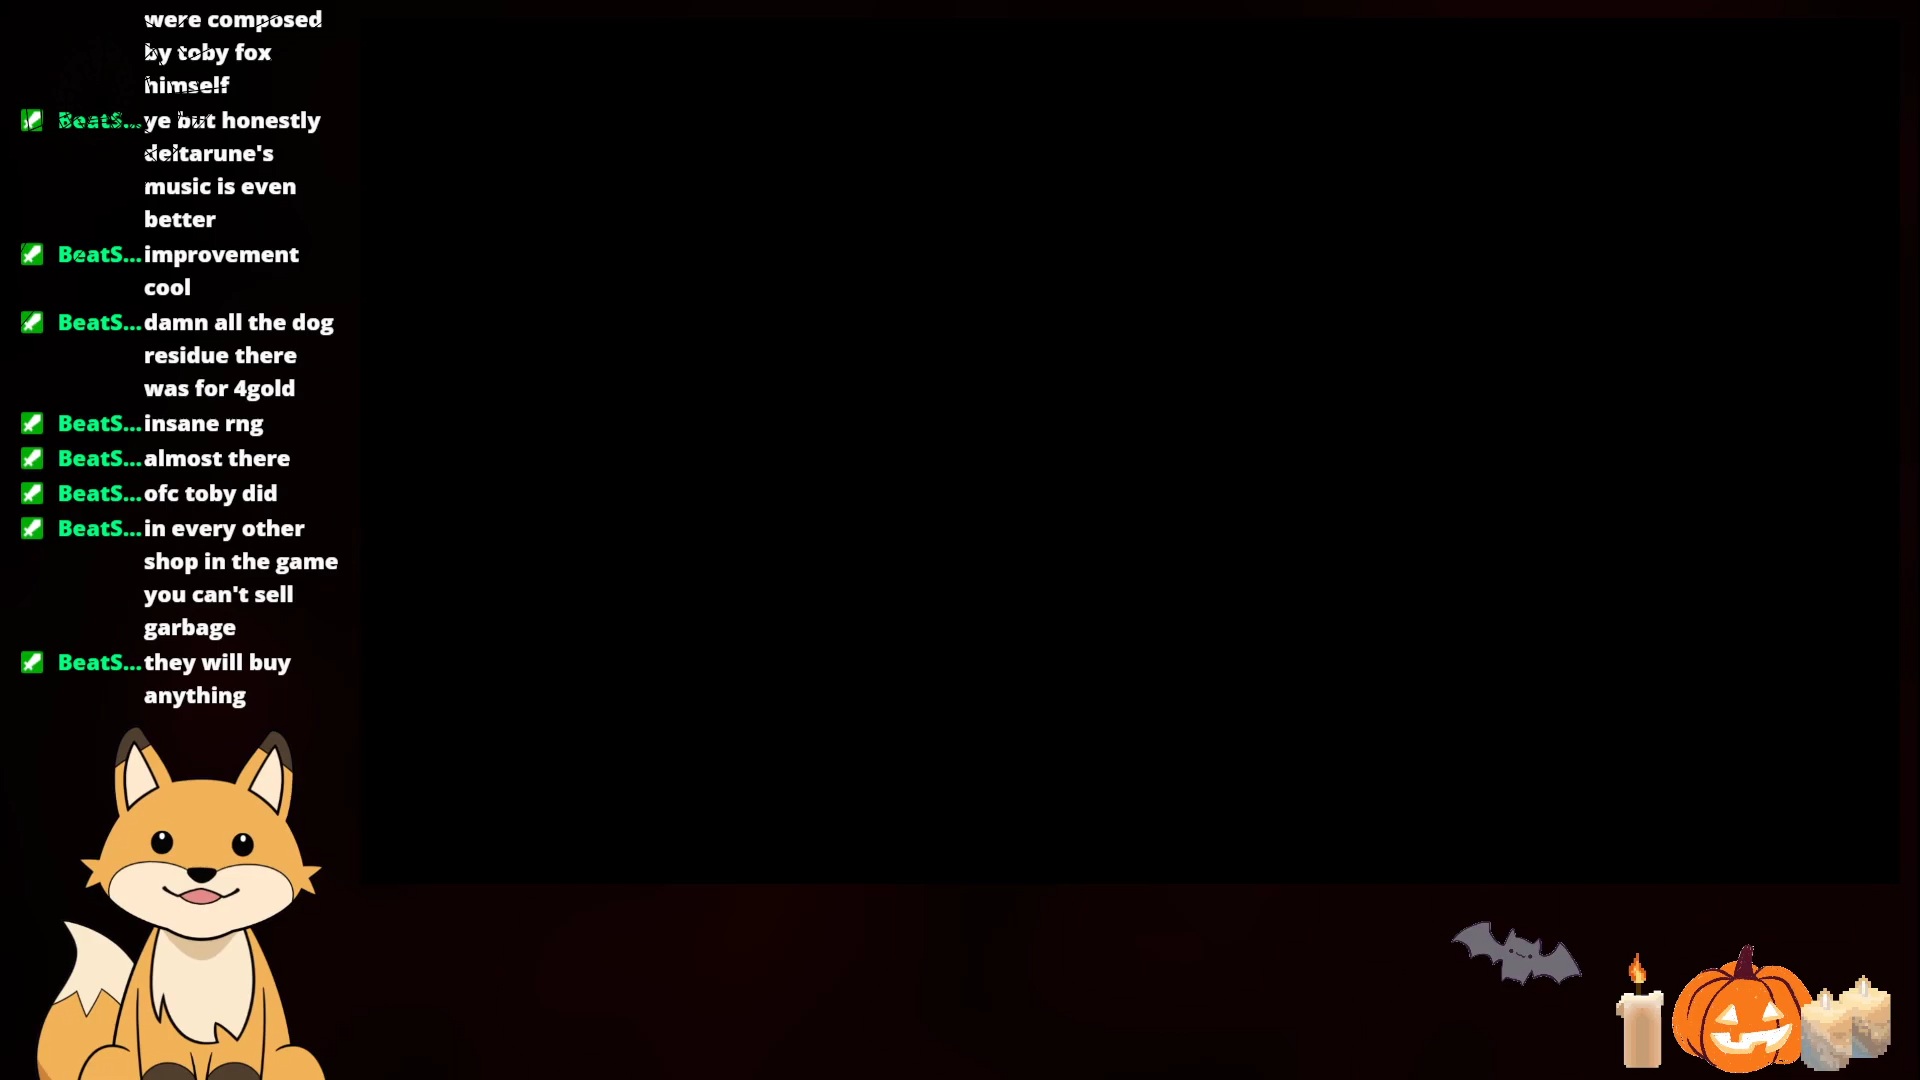 were composed
by toby fox
himself
BeatS... ye but honestly
deltarune's
music is even
better
BeatS... improvement
cool
BeatS... damn all the dog
residue there
was for 4gold
BeatS... insane rng
BeatS... almost there
BeatS... ofc toby did
BeatS... in every other
shop in the game
you can't sell
garbage
BeatS... they will buy
anything